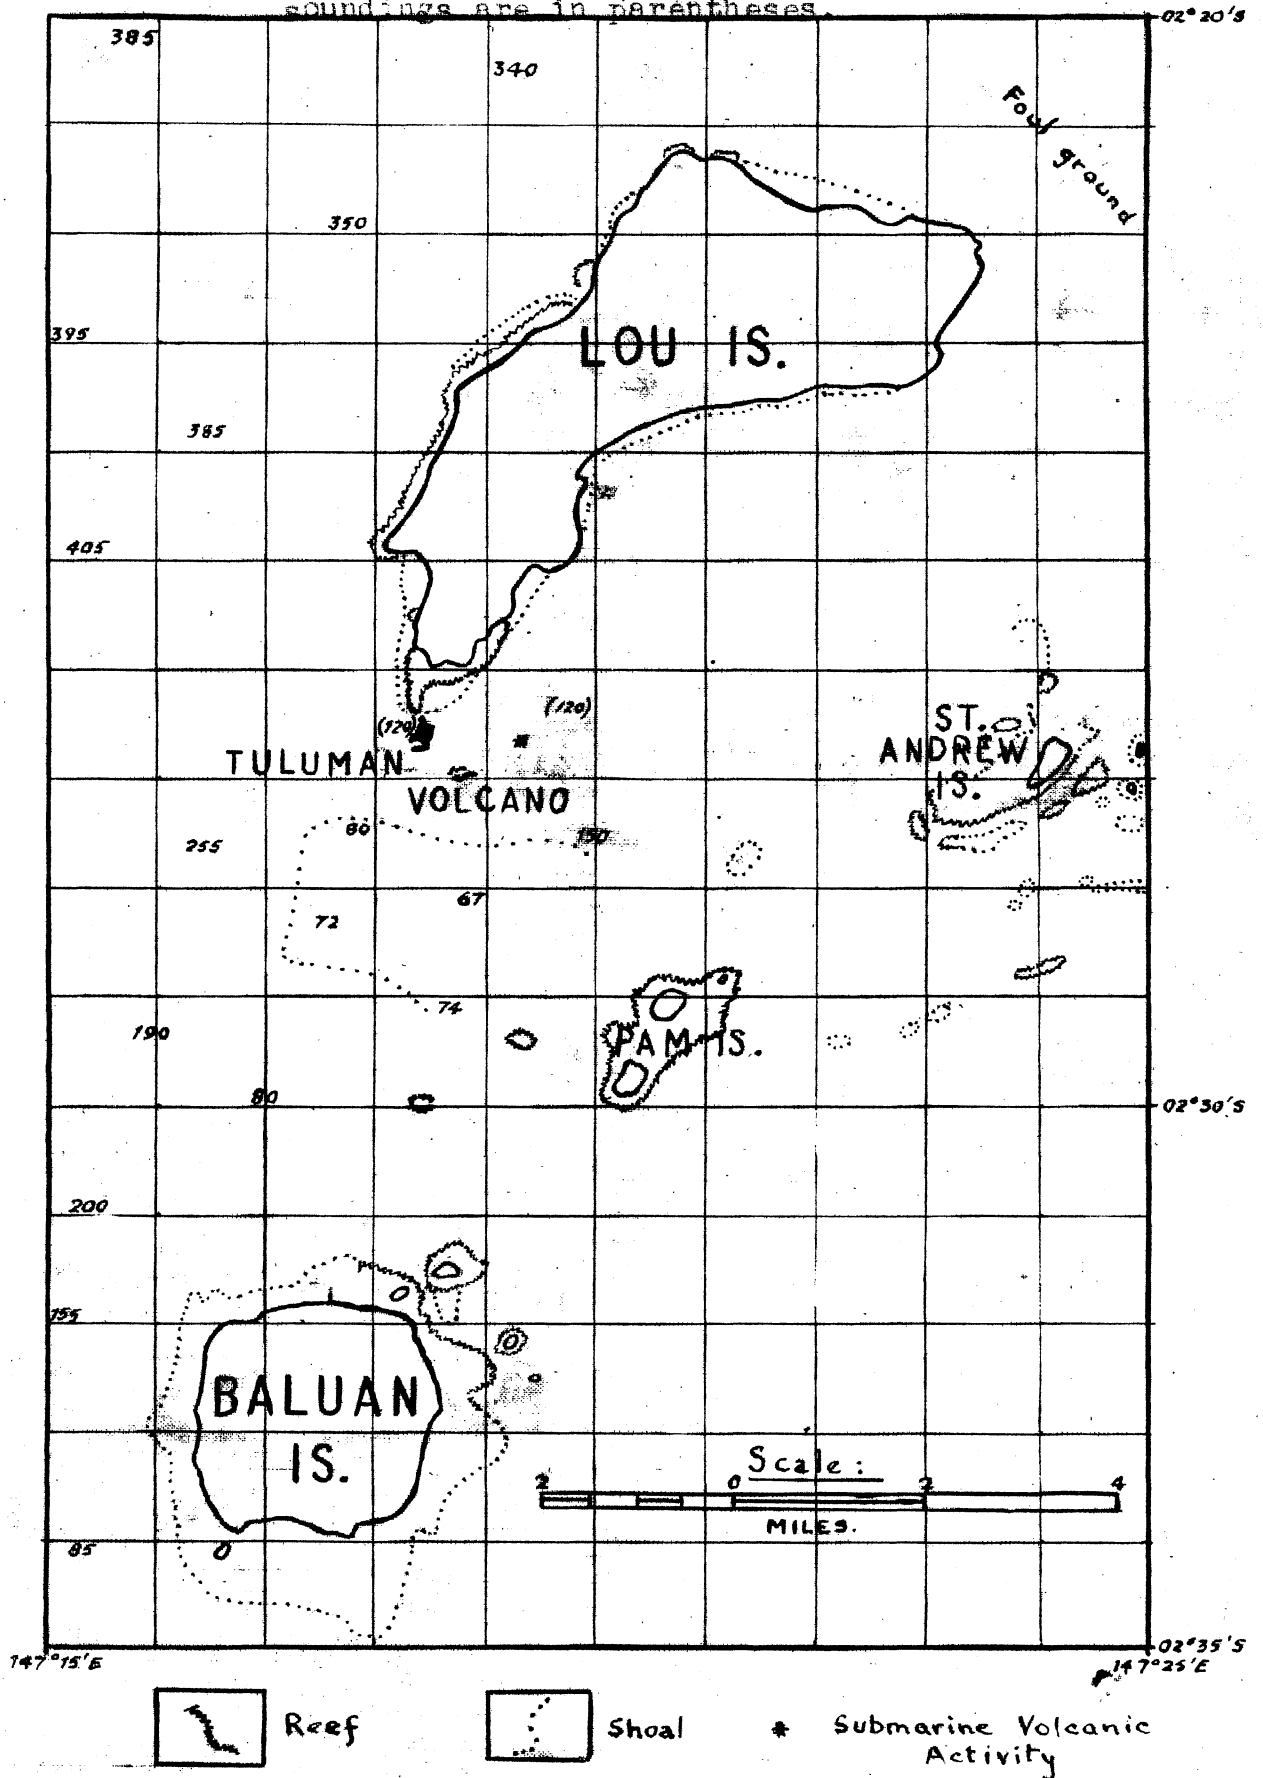 soundings are in parentheses.
02°20'S
385
340
Foul
ground
350
395
LOU IS.
385
405
(120)
(120)
TULUMAN
VOLCANO
ST.
ANDREW
IS.
80
150
255
67
72
74
190
PAM IS.
80
02°30'S
200
155
BALUAN
IS.
Scale:
2 0 2 4
MILES.
85
02°35'S
147°15'E
147°25'E
Reef
Shoal
* Submarine Volcanic
Activity